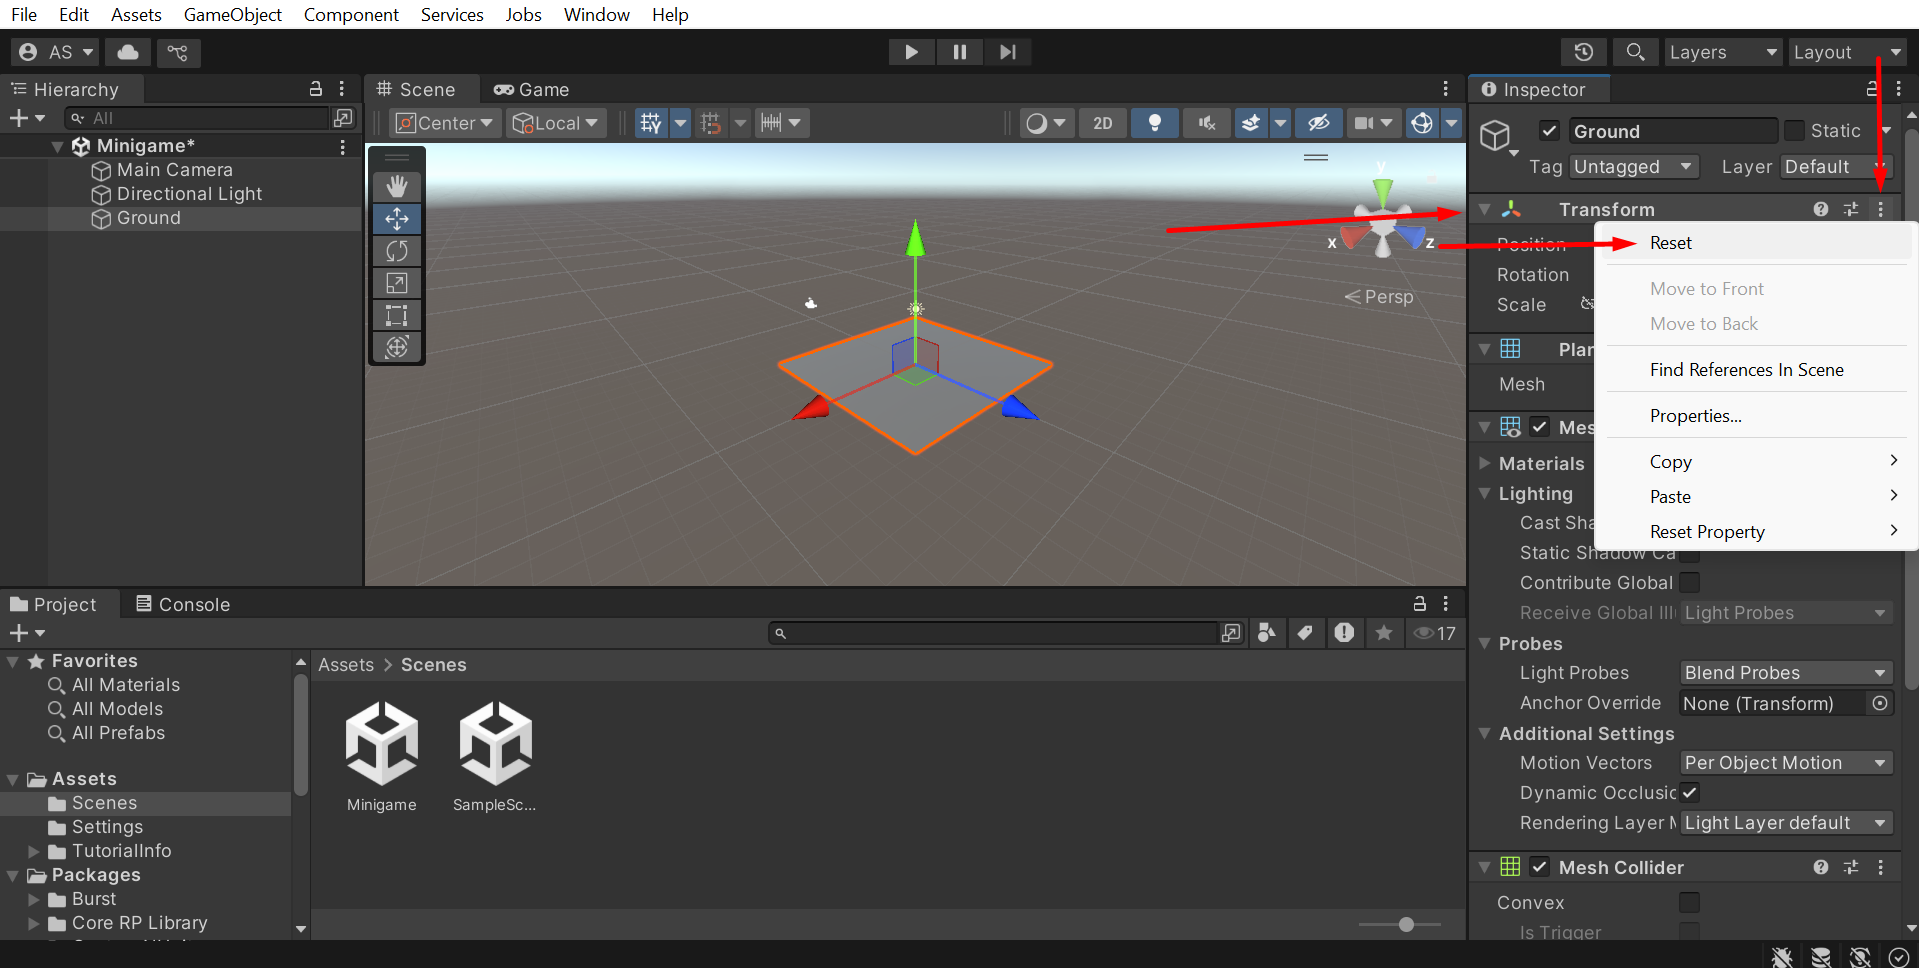 File Edit Assets GameObject Component Services Jobs Window Help
AS
Layers Layout
Hierarchy
All
Minigame*
Main Camera
Directional Light
Ground
Scene Game
Center Local
2D
y
x
z
Persp
Inspector
Ground Static
Tag Untagged Layer Default
Transform
Position
Rotation
Scale
Reset
Move to Front
Move to Back
Find References In Scene
Properties...
Copy
Paste
Reset Property
Plan
Mesh
Mes
Materials
Lighting
Cast Sha
Static Shadow Ca
Contribute Global
Receive Global Illu Light Probes
Probes
Light Probes Blend Probes
Anchor Override None (Transform)
Additional Settings
Motion Vectors Per Object Motion
Dynamic Occlusic
Rendering Layer M Light Layer default
Mesh Collider
Convex
Is Trigger
Project Console
17
Favorites
All Materials
All Models
All Prefabs
Assets
Scenes
Settings
TutorialInfo
Packages
Burst
Core RP Library
Assets > Scenes
Minigame SampleSc...